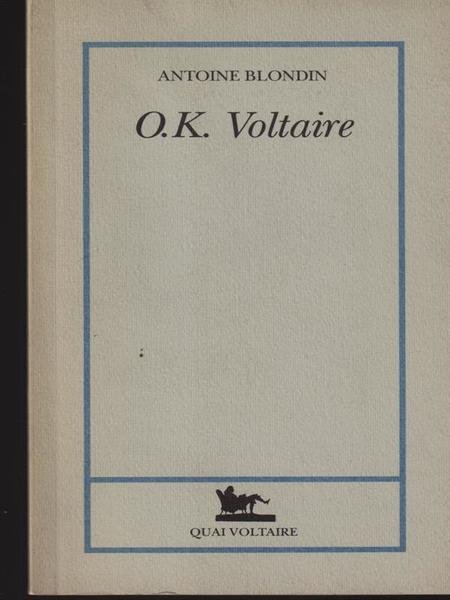 ANTOINE BLONDIN
O.K. Voltaire
QUAI VOLTAIRE